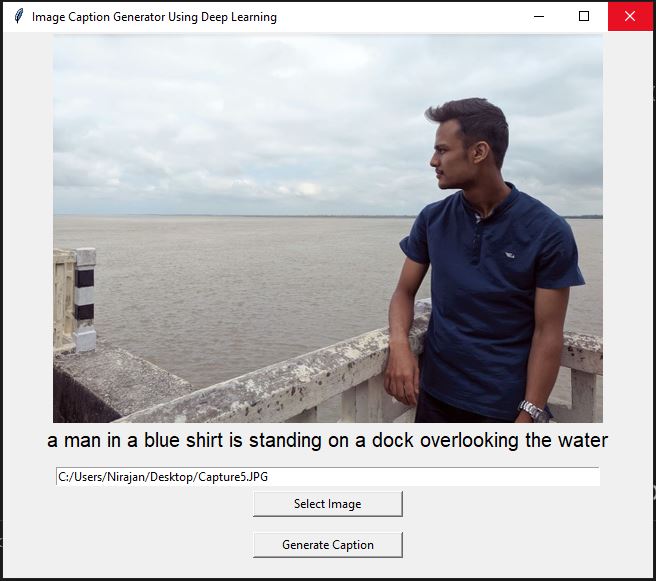 Image Caption Generator Using Deep Learning
a man in a blue shirt is standing on a dock overlooking the water
C:/Users/Nirajan/Desktop/Capture5.JPG
Select Image
Generate Caption